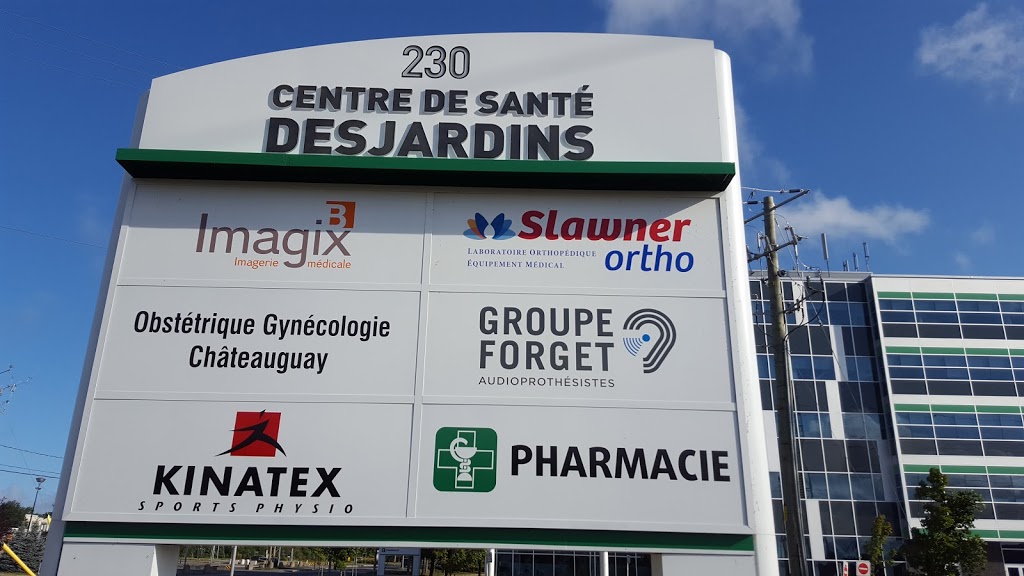 230
CENTRE DE SANTÉ
DESJARDINS
Imagix
Imagerie médicale
Slawner
ortho
LABORATOIRE ORTHOPÉDIQUE
ÉQUIPEMENT MÉDICAL
Obstétrique Gynécologie
Châteauguay
GROUPE
FORGET
AUDIOPROTHÉSISTES
KINATEX
SPORTS PHYSIO
PHARMACIE